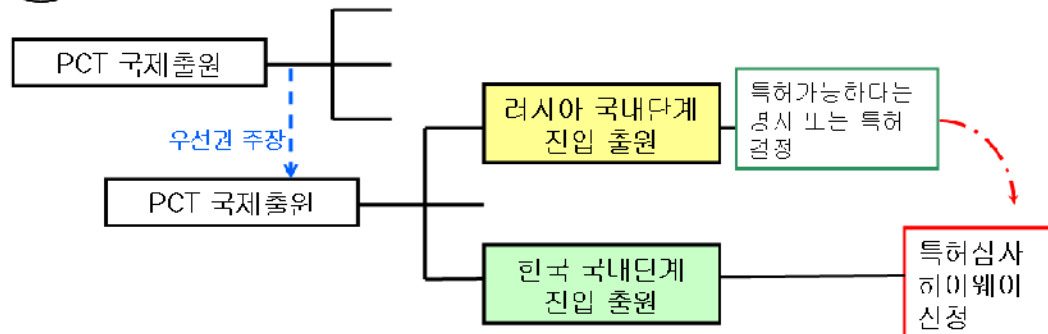 PCT 국제출원
우선권 주장
PCT 국제출원
러시아 국내단계
진입 출원
특허가능하다는
명시 또는 특허
결정
한국 국내단계
진입 출원
특허심사
하이웨이
신청